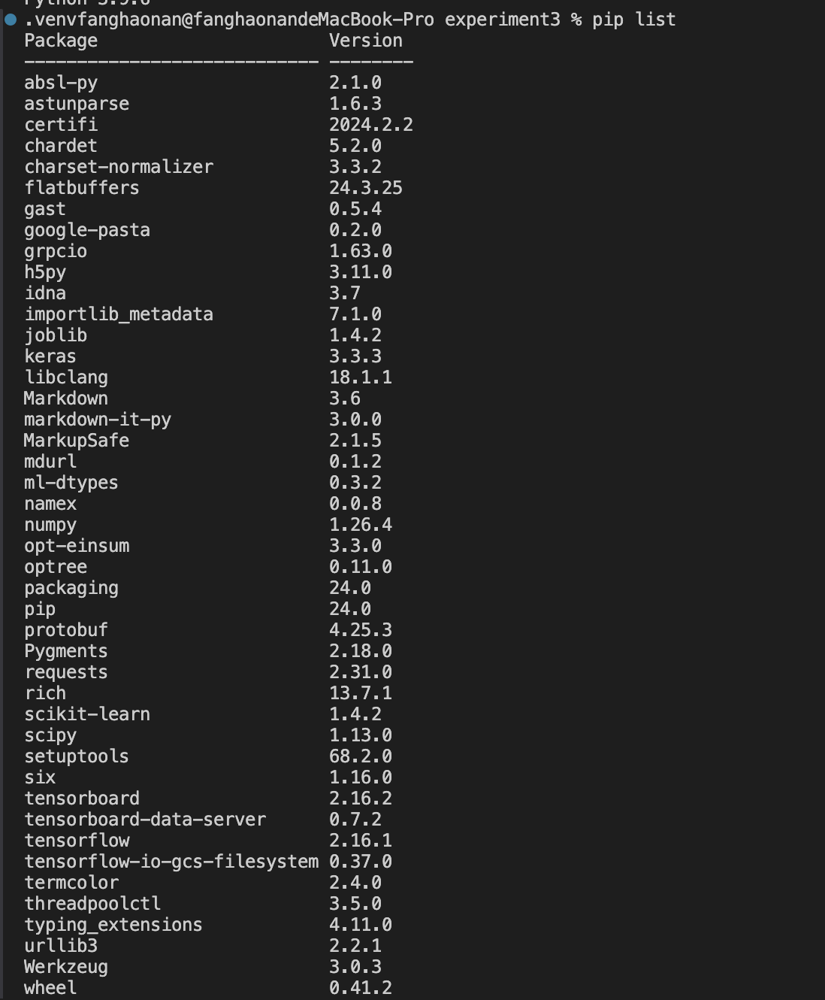 Python 3.9.6
.venvfanghaonan@fanghaonandeMacBook-Pro experiment3 % pip list
Package                    Version
-------------------------- --------
absl-py                    2.1.0
astunparse                 1.6.3
certifi                    2024.2.2
chardet                    5.2.0
charset-normalizer         3.3.2
flatbuffers                24.3.25
gast                       0.5.4
google-pasta               0.2.0
grpcio                     1.63.0
h5py                       3.11.0
idna                       3.7
importlib_metadata         7.1.0
joblib                     1.4.2
keras                      3.3.3
libclang                   18.1.1
Markdown                   3.6
markdown-it-py             3.0.0
MarkupSafe                 2.1.5
mdurl                      0.1.2
ml-dtypes                  0.3.2
namex                      0.0.8
numpy                      1.26.4
opt-einsum                 3.3.0
optree                     0.11.0
packaging                  24.0
pip                        24.0
protobuf                   4.25.3
Pygments                   2.18.0
requests                   2.31.0
rich                       13.7.1
scikit-learn               1.4.2
scipy                      1.13.0
setuptools                 68.2.0
six                        1.16.0
tensorboard                2.16.2
tensorboard-data-server    0.7.2
tensorflow                 2.16.1
tensorflow-io-gcs-filesystem 0.37.0
termcolor                  2.4.0
threadpoolctl              3.5.0
typing_extensions          4.11.0
urllib3                    2.2.1
Werkzeug                   3.0.3
wheel                      0.41.2